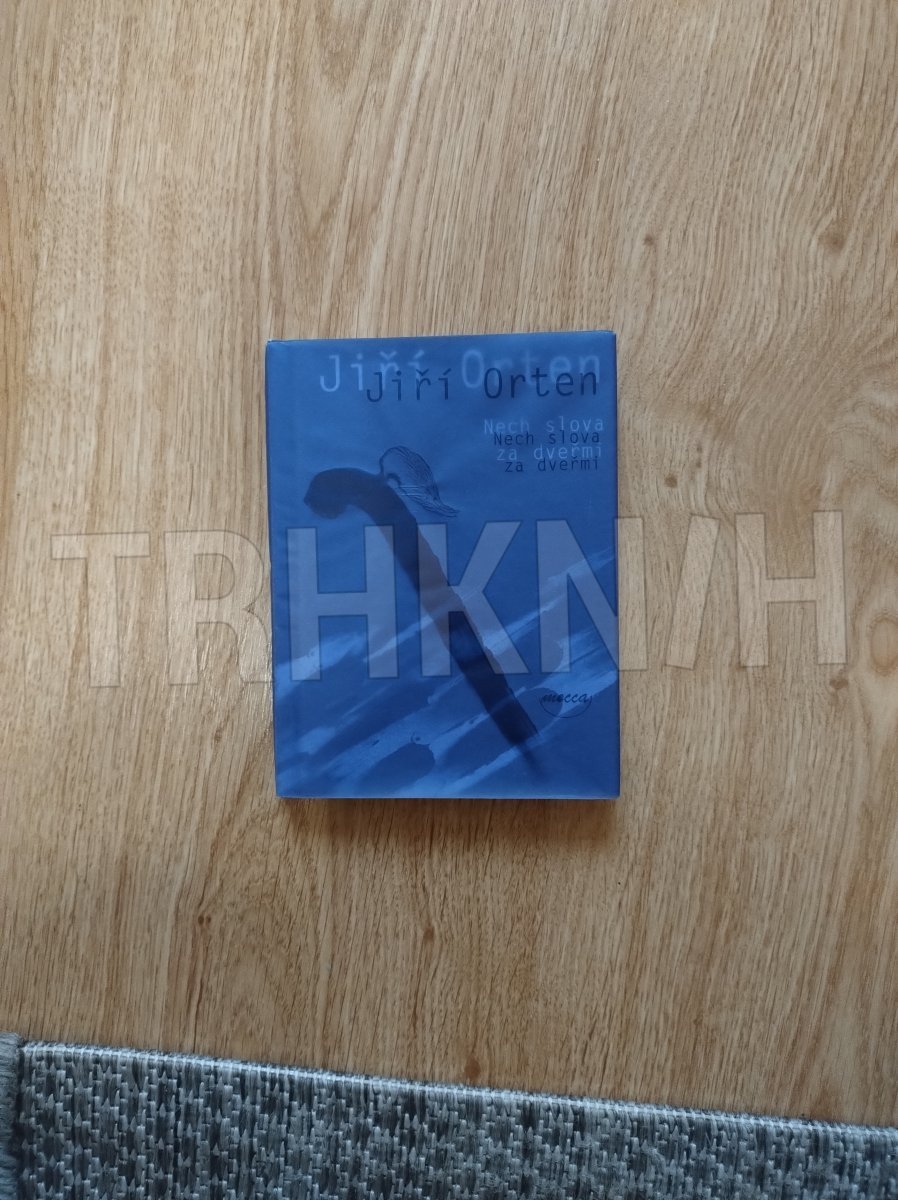 Jiří Orten
Jiří Orten
Nech slova
Nech slova
za dveřmi
za dveřmi
TRHKNIH
mecca